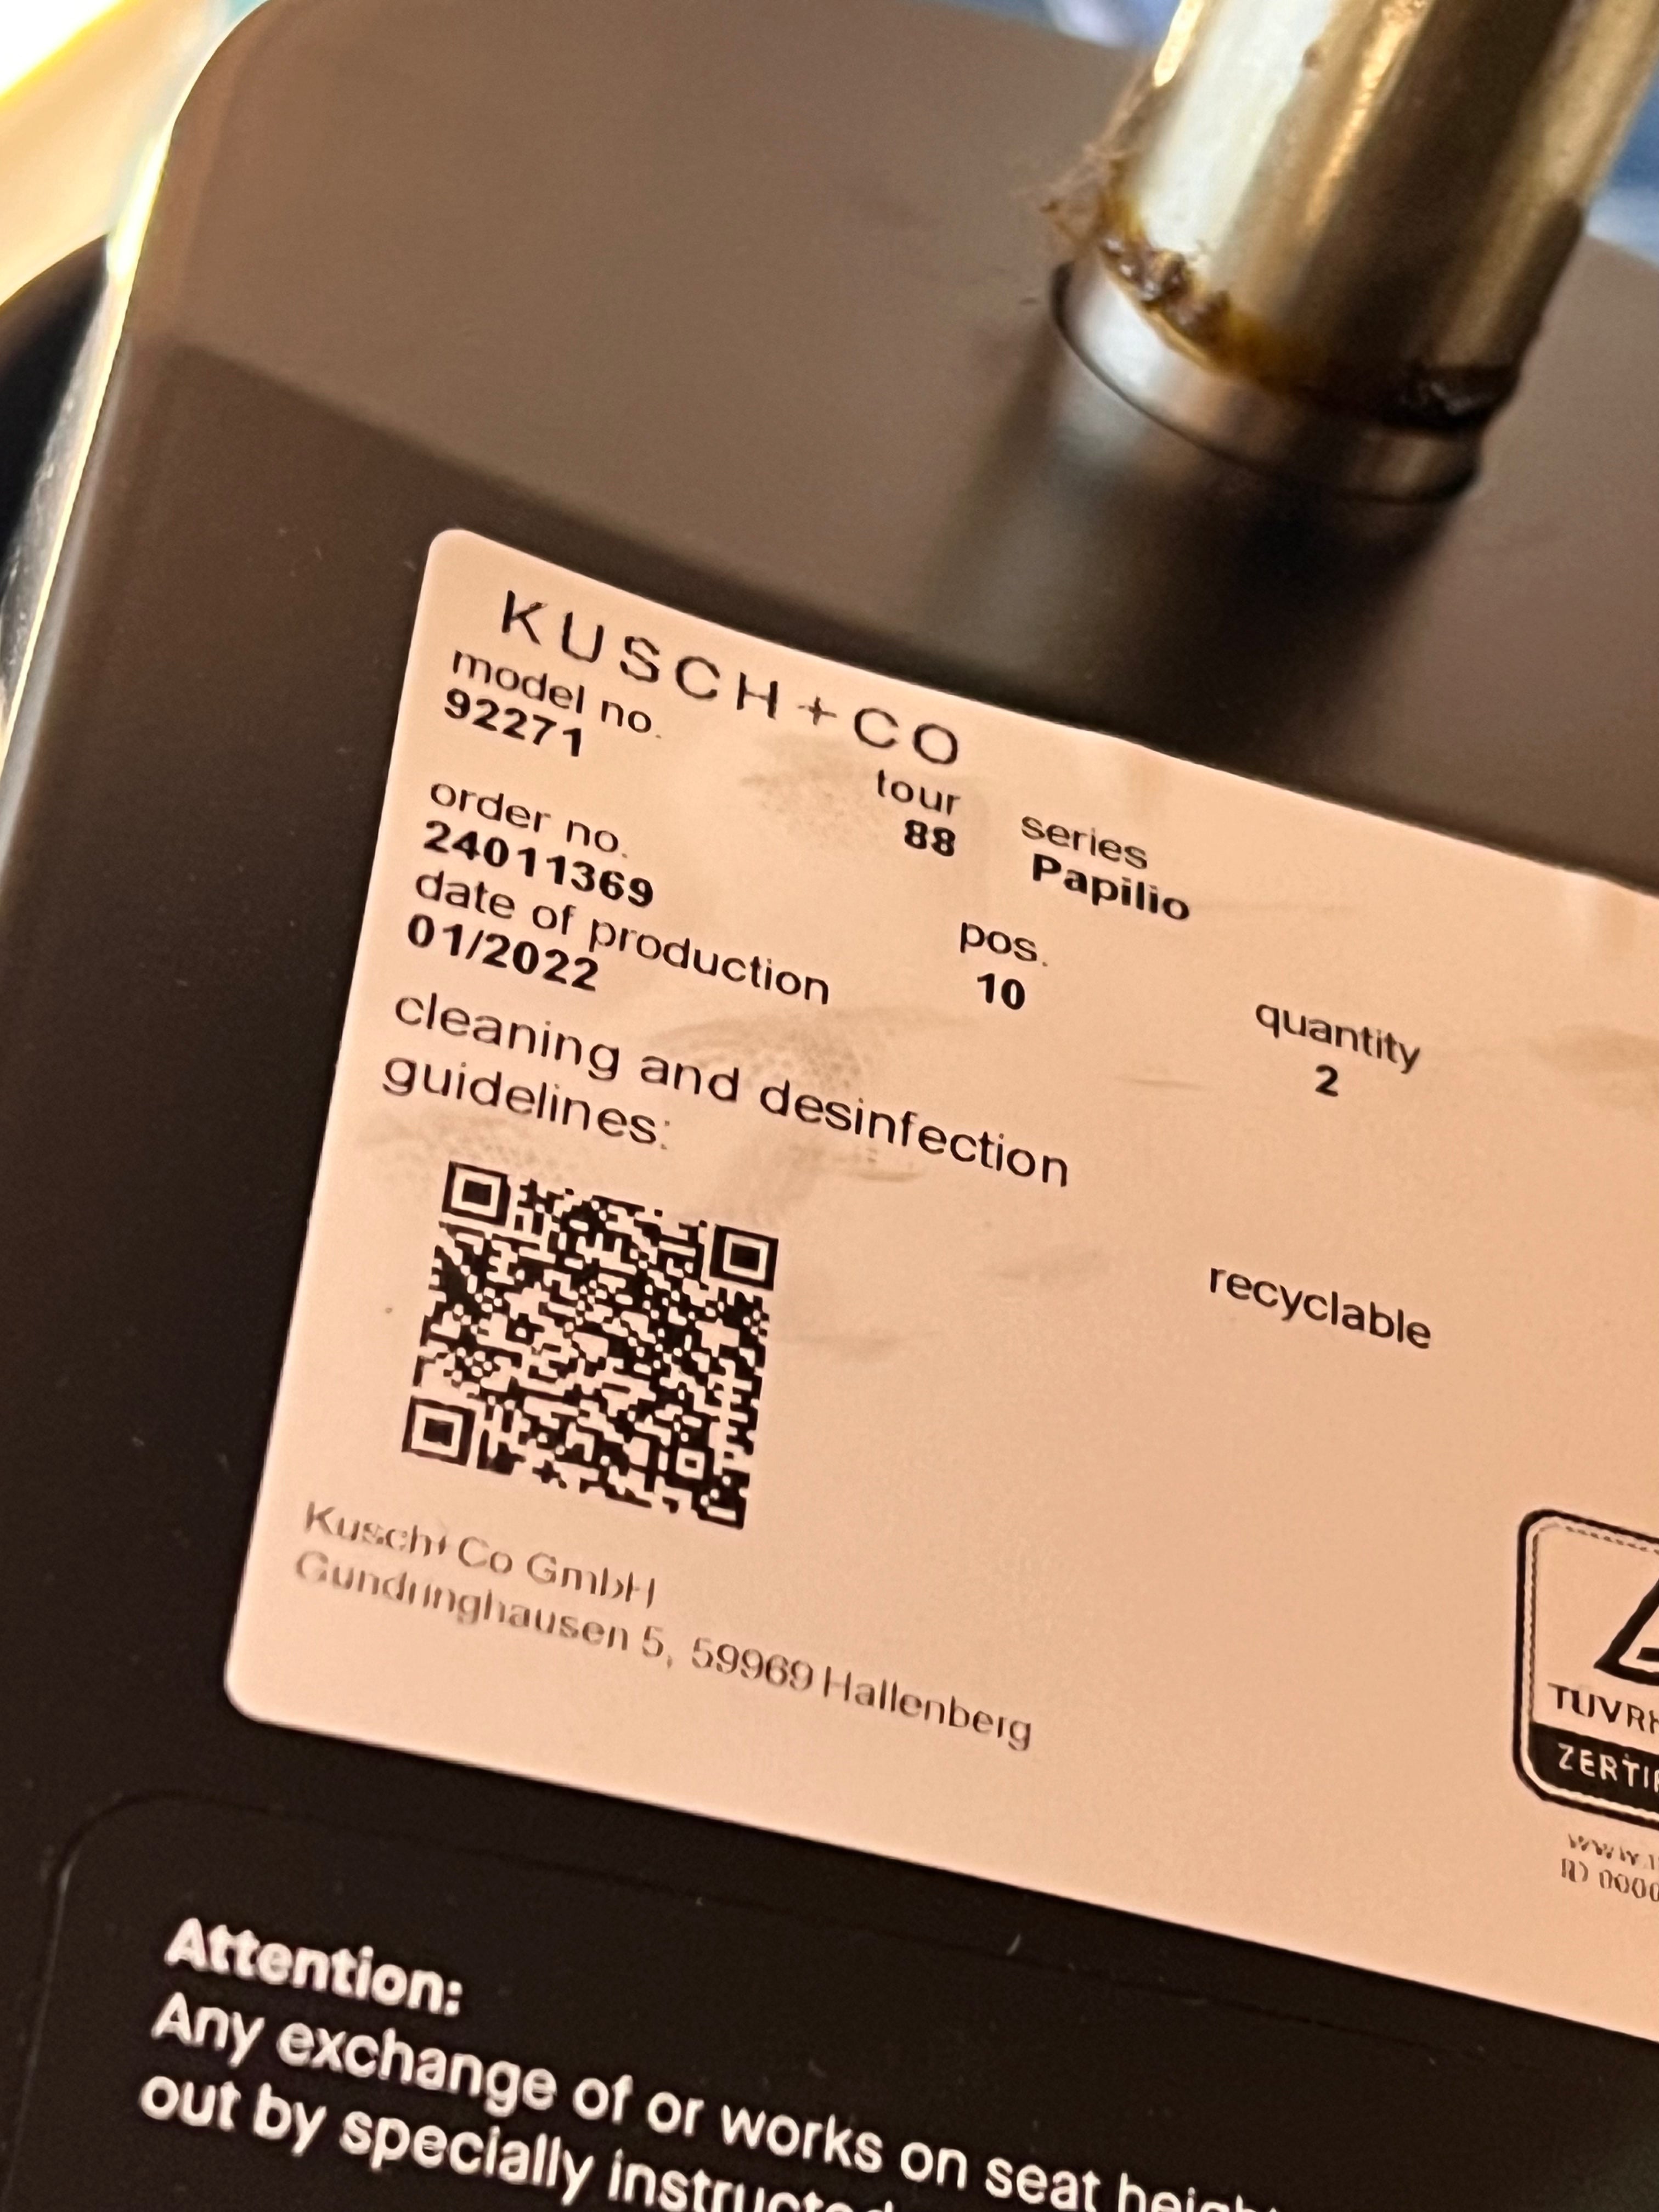 KUSCH+CO
model no.
92271
tour
88
series
Papilio
order no.
24011369
pos.
10
quantity
2
date of production
01/2022
cleaning and desinfection
guidelines:
recyclable
Kusch+Co GmbH
Gundringhausen 5, 59969 Hallenberg
Attention:
Any exchange of or works on seat
out by specially